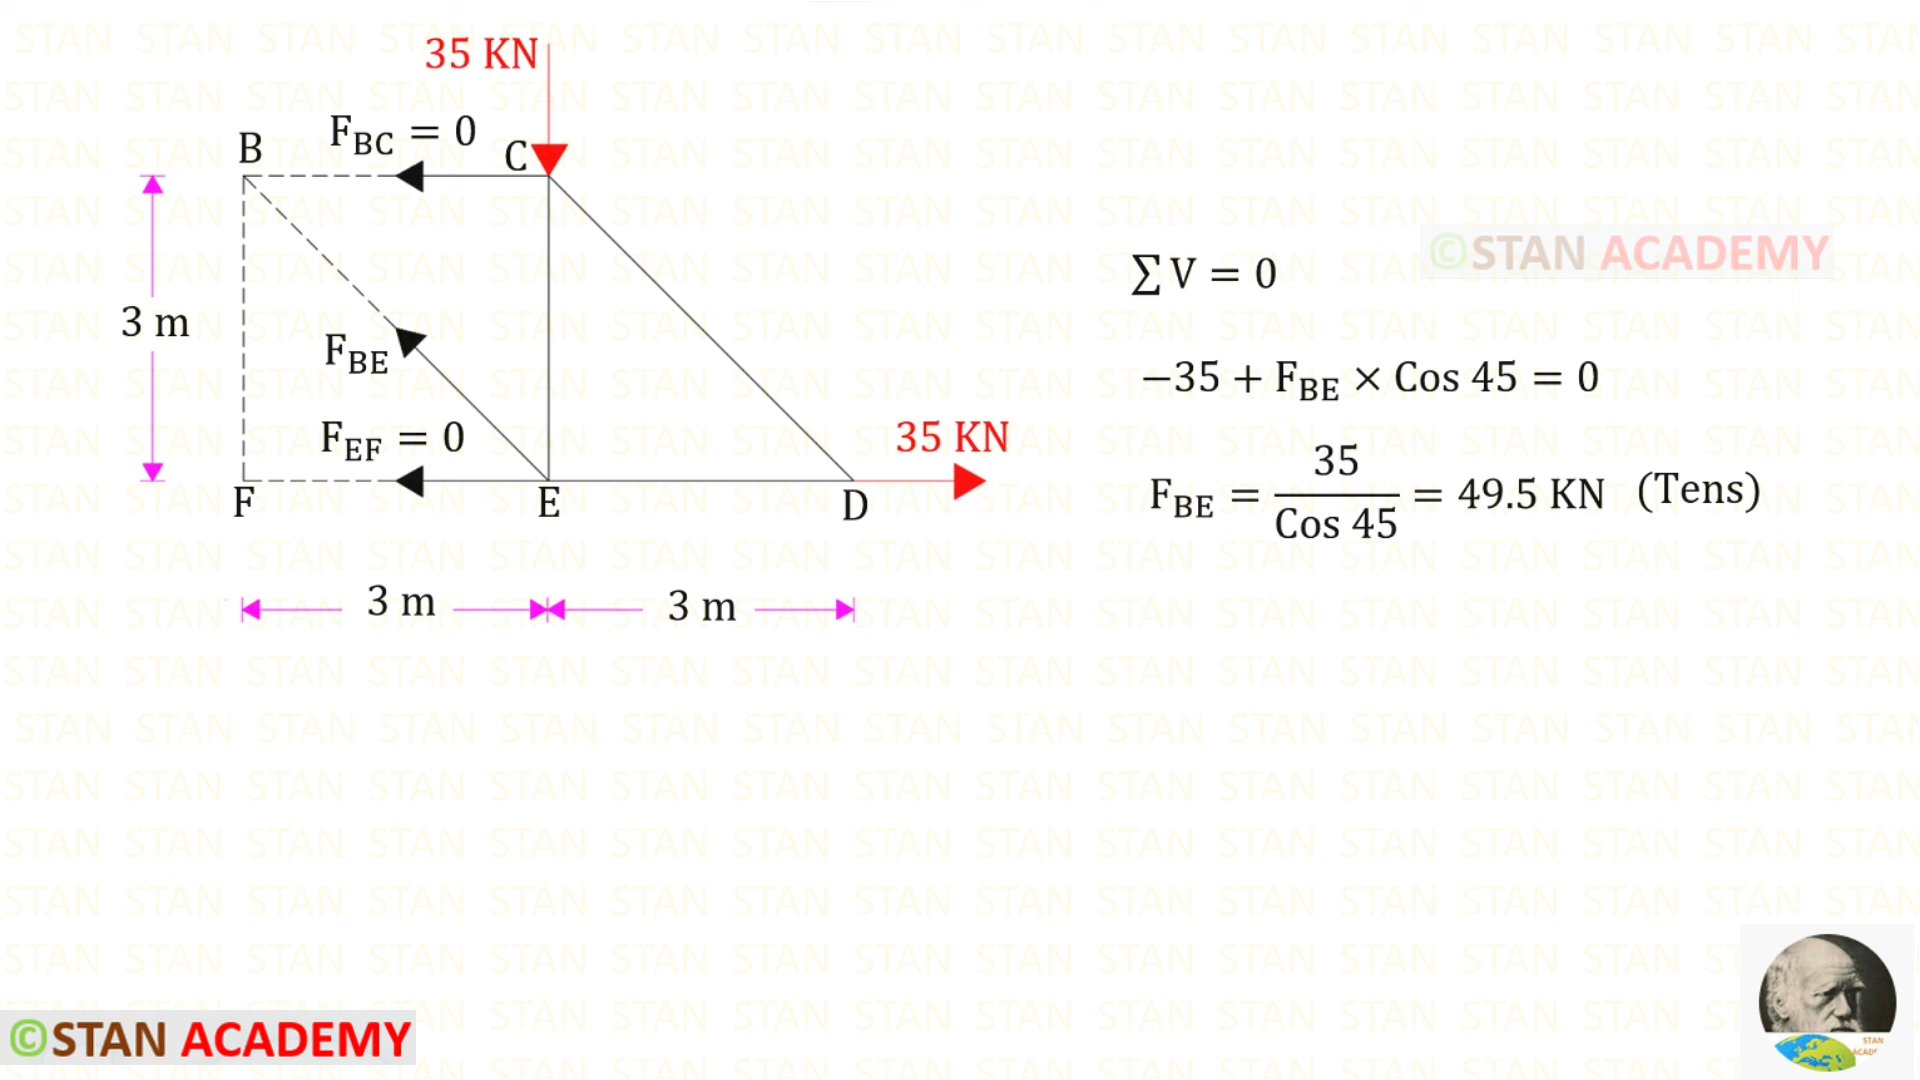 35 KN
F_BC = 0
B
C
3 m
F_BE
F_EF = 0
35 KN
F
E
D
3 m
3 m
©STAN ACADEMY
∑V = 0
−35 + F_BE × Cos 45 = 0
F_BE = 35 / Cos 45 = 49.5 KN (Tens)
©STAN ACADEMY
STAN